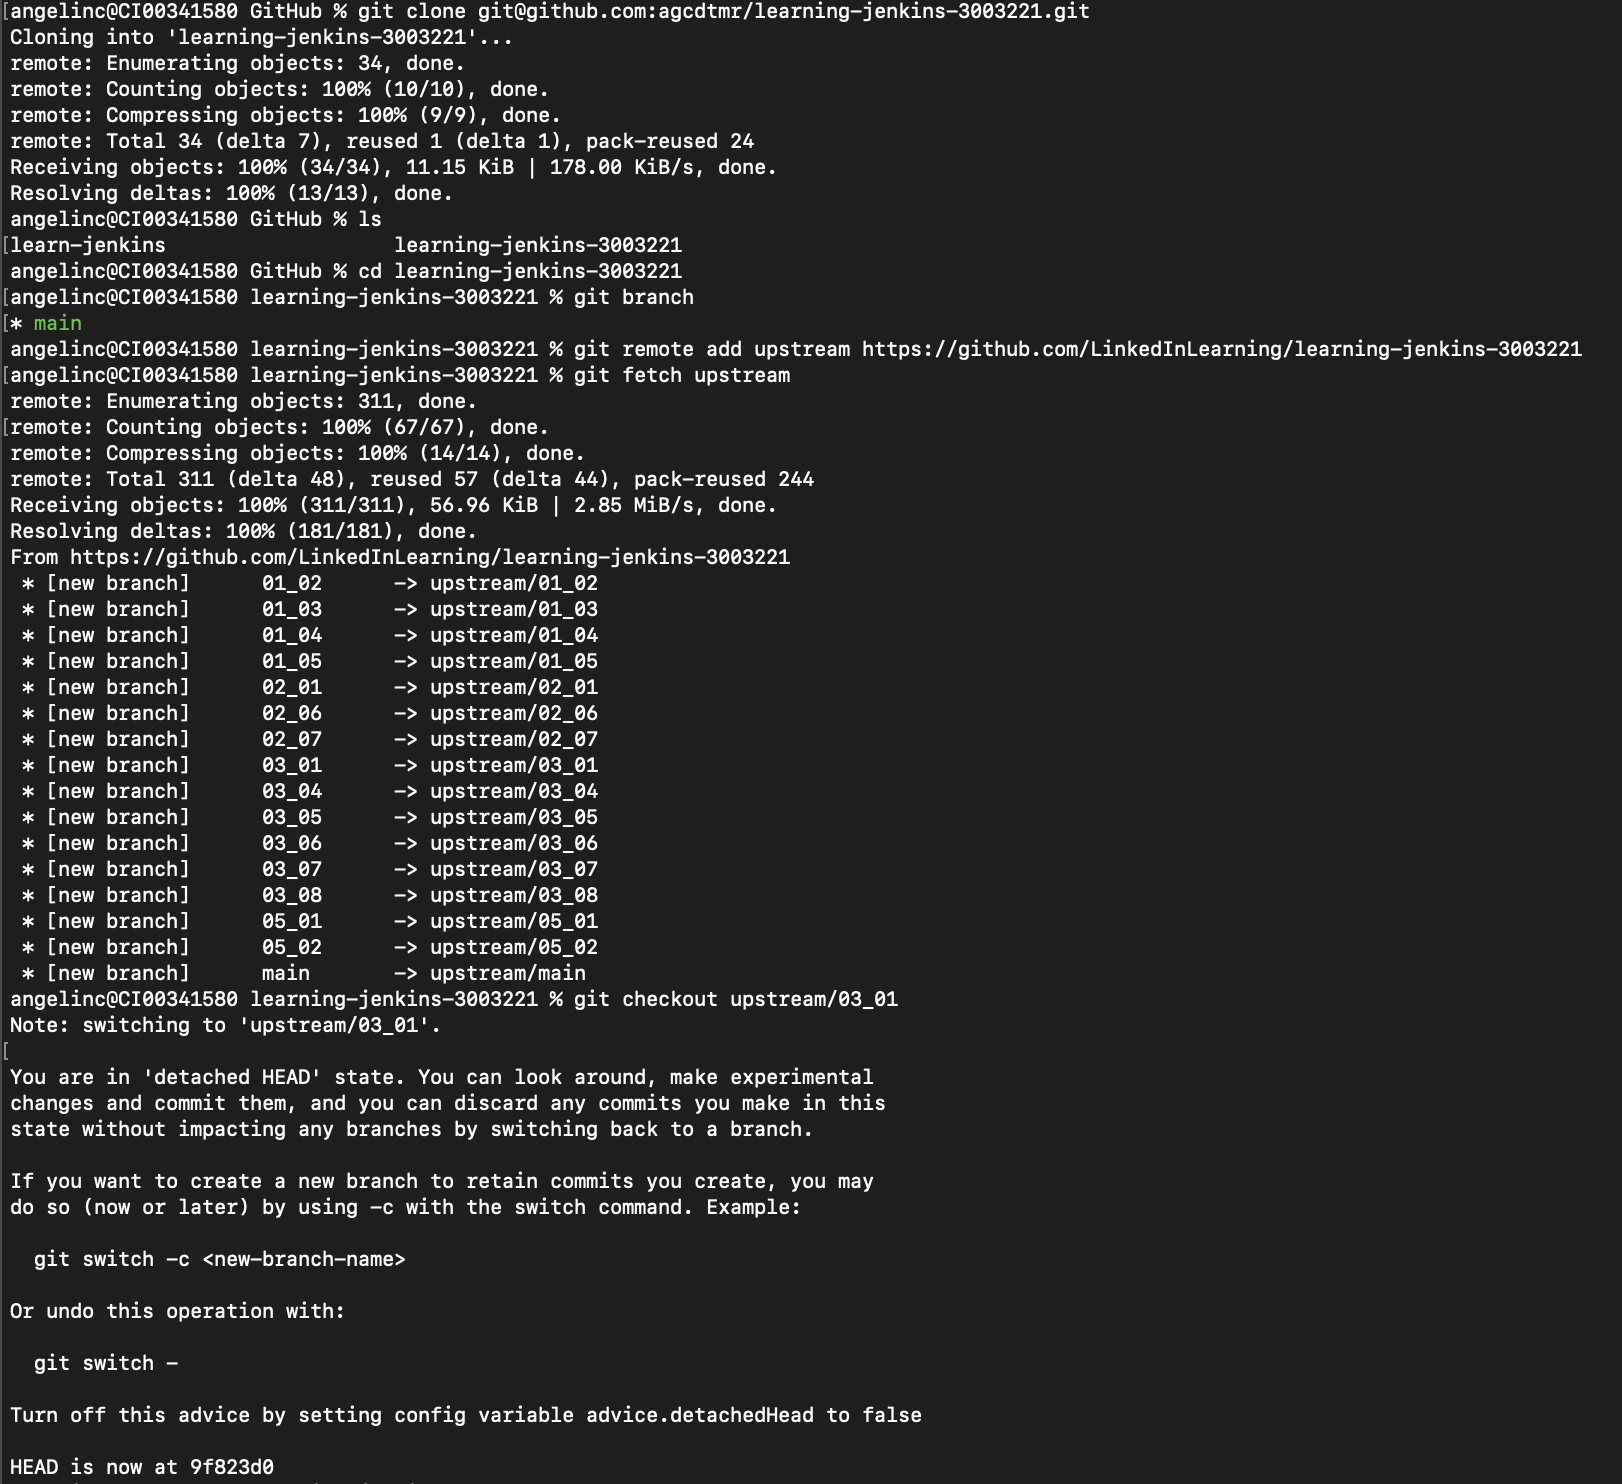 [angelinc@CI00341580 GitHub % git clone git@github.com:agcdtmr/learning-jenkins-3003221.git
Cloning into 'learning-jenkins-3003221'...
remote: Enumerating objects: 34, done.
remote: Counting objects: 100% (10/10), done.
remote: Compressing objects: 100% (9/9), done.
remote: Total 34 (delta 7), reused 1 (delta 1), pack-reused 24
Receiving objects: 100% (34/34), 11.15 KiB | 178.00 KiB/s, done.
Resolving deltas: 100% (13/13), done.
angelinc@CI00341580 GitHub % ls
[learn-jenkins                   learning-jenkins-3003221
angelinc@CI00341580 GitHub % cd learning-jenkins-3003221
[angelinc@CI00341580 learning-jenkins-3003221 % git branch
[* main
angelinc@CI00341580 learning-jenkins-3003221 % git remote add upstream https://github.com/LinkedInLearning/learning-jenkins-3003221
[angelinc@CI00341580 learning-jenkins-3003221 % git fetch upstream
remote: Enumerating objects: 311, done.
[remote: Counting objects: 100% (67/67), done.
remote: Compressing objects: 100% (14/14), done.
remote: Total 311 (delta 48), reused 57 (delta 44), pack-reused 244
Receiving objects: 100% (311/311), 56.96 KiB | 2.85 MiB/s, done.
Resolving deltas: 100% (181/181), done.
From https://github.com/LinkedInLearning/learning-jenkins-3003221
 * [new branch]      01_02      -> upstream/01_02
 * [new branch]      01_03      -> upstream/01_03
 * [new branch]      01_04      -> upstream/01_04
 * [new branch]      01_05      -> upstream/01_05
 * [new branch]      02_01      -> upstream/02_01
 * [new branch]      02_06      -> upstream/02_06
 * [new branch]      02_07      -> upstream/02_07
 * [new branch]      03_01      -> upstream/03_01
 * [new branch]      03_04      -> upstream/03_04
 * [new branch]      03_05      -> upstream/03_05
 * [new branch]      03_06      -> upstream/03_06
 * [new branch]      03_07      -> upstream/03_07
 * [new branch]      03_08      -> upstream/03_08
 * [new branch]      05_01      -> upstream/05_01
 * [new branch]      05_02      -> upstream/05_02
 * [new branch]      main       -> upstream/main
angelinc@CI00341580 learning-jenkins-3003221 % git checkout upstream/03_01
Note: switching to 'upstream/03_01'.
[
You are in 'detached HEAD' state. You can look around, make experimental
changes and commit them, and you can discard any commits you make in this
state without impacting any branches by switching back to a branch.

If you want to create a new branch to retain commits you create, you may
do so (now or later) by using -c with the switch command. Example:

  git switch -c <new-branch-name>

Or undo this operation with:

  git switch -

Turn off this advice by setting config variable advice.detachedHead to false

HEAD is now at 9f823d0